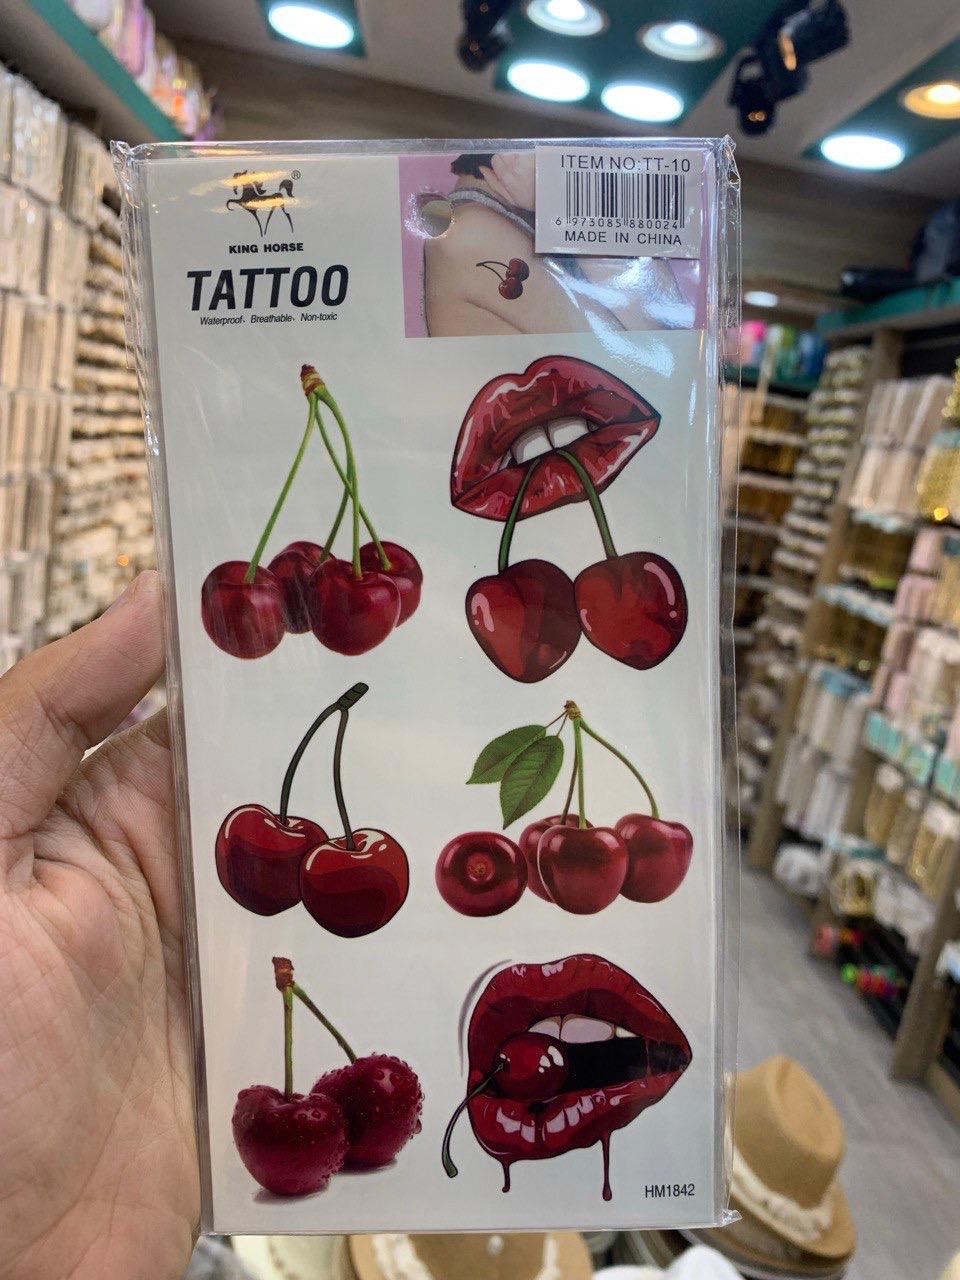 ®
KING HORSE
TATTOO
Waterproof、Breathable、Non-toxic
ITEM NO:TT-10
6 973085 880024
MADE IN CHINA
HM1842